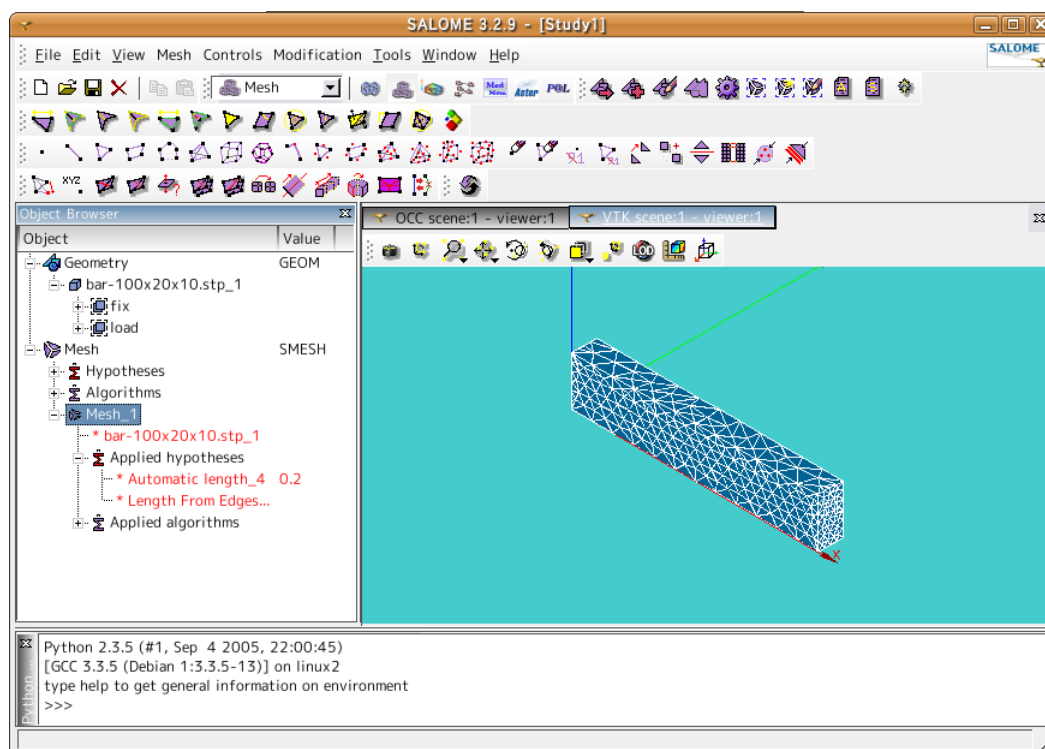 SALOME 3.2.9 - [Study1]
File Edit View Mesh Controls Modification Tools Window Help
SALOME
Mesh
Med
Aster
POL
XYZ
Object Browser
OCC scene:1 - viewer:1
VTK scene:1 - viewer:1
Object Value
Geometry GEOM
bar-100x20x10.stp_1
fix
load
Mesh SMESH
Hypotheses
Algorithms
Mesh_1
* bar-100x20x10.stp_1
Applied hypotheses
* Automatic length_4 0.2
* Length From Edges...
Applied algorithms
X
Python ...
Python 2.3.5 (#1, Sep 4 2005, 22:00:45)
[GCC 3.3.5 (Debian 1:3.3.5-13)] on linux2
type help to get general information on environment
>>>